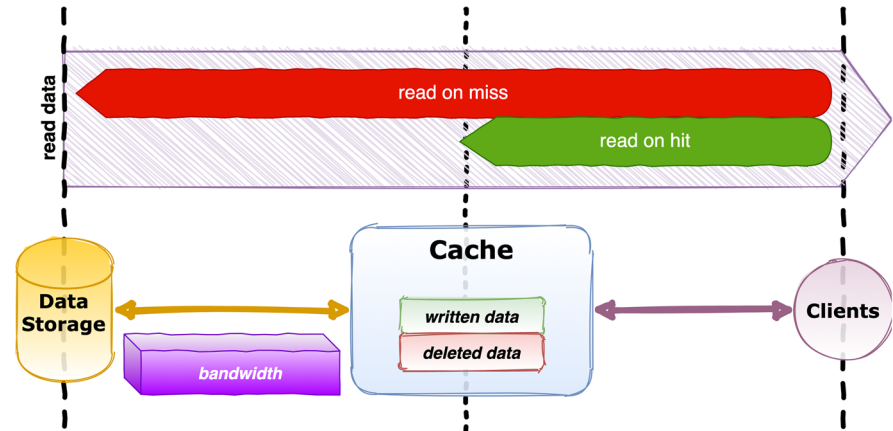 read data
read on miss
read on hit
Cache
Data
Storage
written data
deleted data
Clients
bandwidth